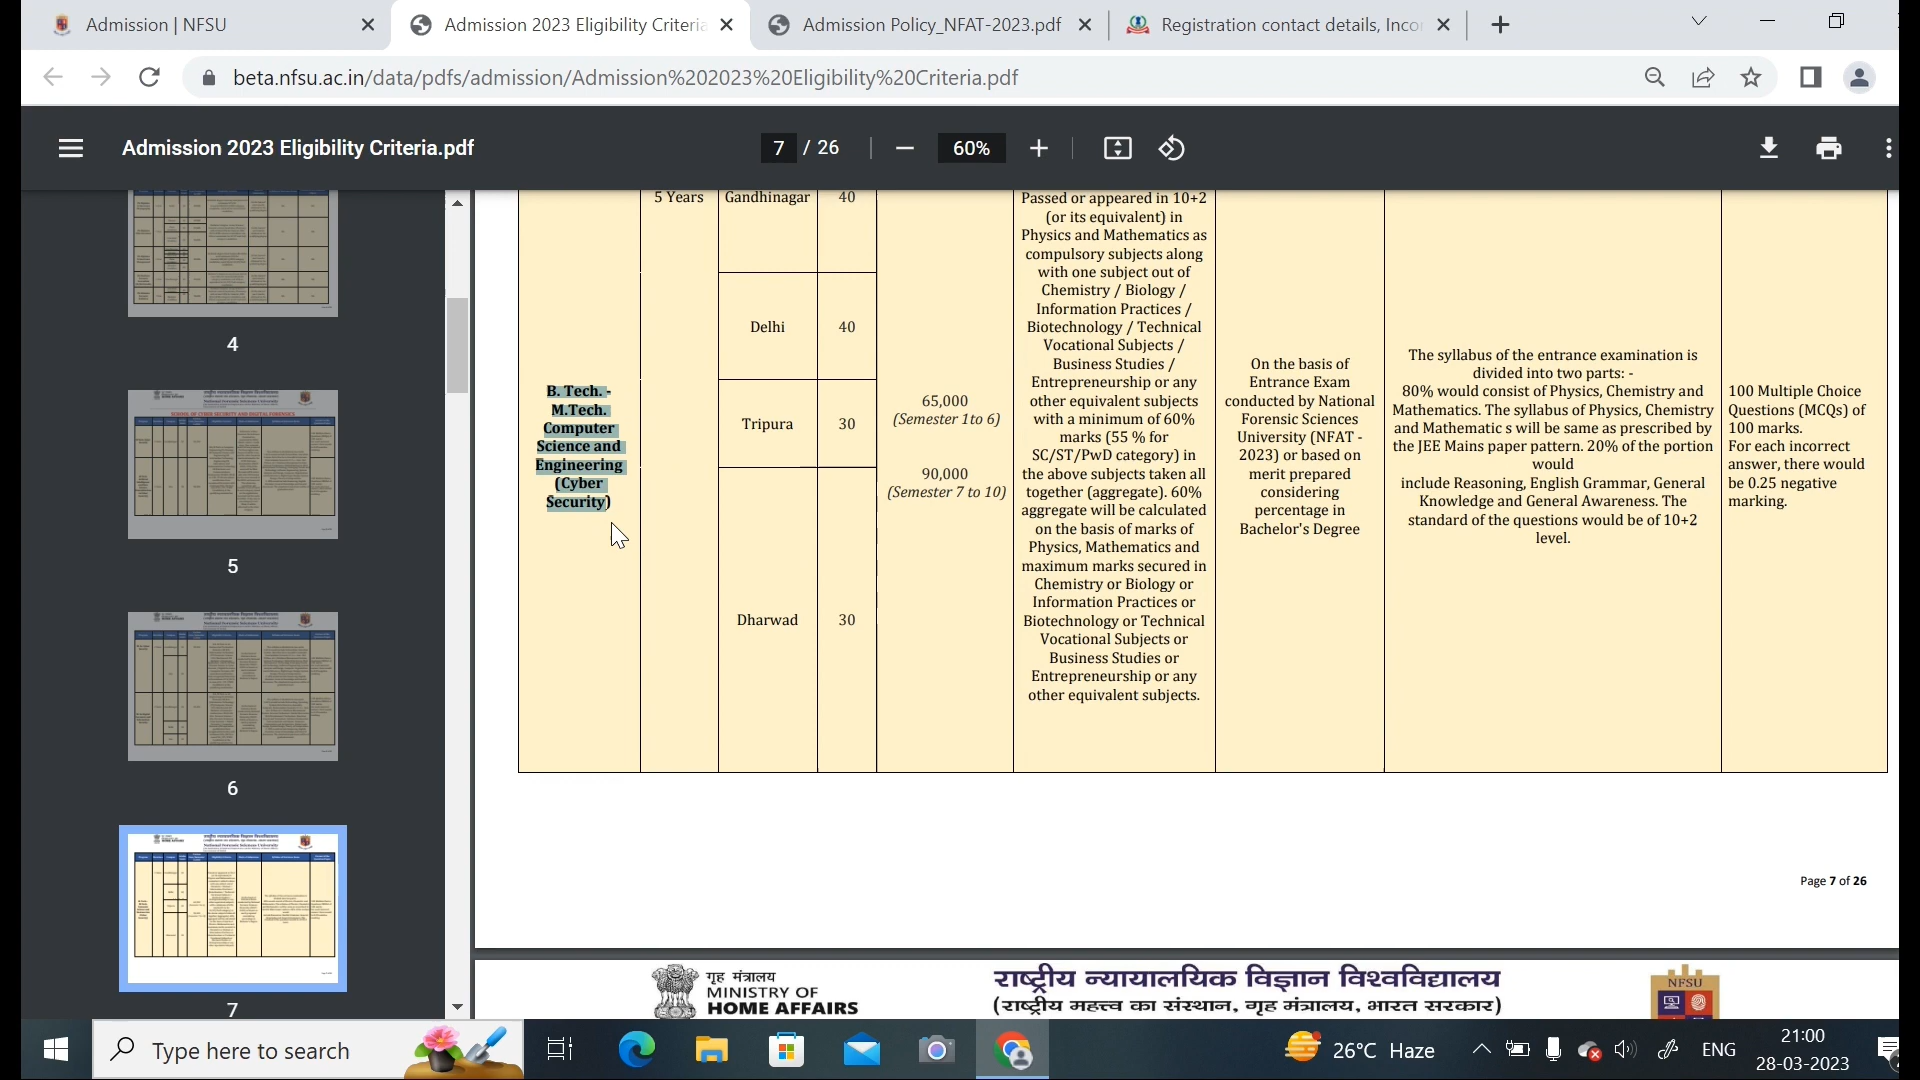 Admission | NFSU
Admission 2023 Eligibility Criteria
Admission Policy_NFAT-2023.pdf
Registration contact details, Incor
beta.nfsu.ac.in/data/pdfs/admission/Admission%202023%20Eligibility%20Criteria.pdf
Admission 2023 Eligibility Criteria.pdf
7 / 26
60%
4
5
6
7
B. Tech. -
M.Tech.
Computer
Science and
Engineering
(Cyber
Security)
5 Years
Gandhinagar 40
Delhi 40
Tripura 30
Dharwad 30
65,000
(Semester 1to 6)
90,000
(Semester 7 to 10)
Passed or appeared in 10+2
(or its equivalent) in
Physics and Mathematics as
compulsory subjects along
with one subject out of
Chemistry / Biology /
Information Practices /
Biotechnology / Technical
Vocational Subjects /
Business Studies /
Entrepreneurship or any
other equivalent subjects
with a minimum of 60%
marks (55 % for
SC/ST/PwD category) in
the above subjects taken all
together (aggregate). 60%
aggregate will be calculated
on the basis of marks of
Physics, Mathematics and
maximum marks secured in
Chemistry or Biology or
Information Practices or
Biotechnology or Technical
Vocational Subjects or
Business Studies or
Entrepreneurship or any
other equivalent subjects.
On the basis of
Entrance Exam
conducted by National
Forensic Sciences
University (NFAT -
2023) or based on
merit prepared
considering
percentage in
Bachelor's Degree
The syllabus of the entrance examination is
divided into two parts: -
80% would consist of Physics, Chemistry and
Mathematics. The syllabus of Physics, Chemistry
and Mathematic s will be same as prescribed by
the JEE Mains paper pattern. 20% of the portion
would
include Reasoning, English Grammar, General
Knowledge and General Awareness. The
standard of the questions would be of 10+2
level.
100 Multiple Choice
Questions (MCQs) of
100 marks.
For each incorrect
answer, there would
be 0.25 negative
marking.
Page 7 of 26
गृह मंत्रालय
MINISTRY OF
HOME AFFAIRS
राष्ट्रीय न्यायालयिक विज्ञान विश्वविद्यालय
(राष्ट्रीय महत्त्व का संस्थान, गृह मंत्रालय, भारत सरकार)
NFSU
Type here to search
26°C Haze
ENG
21:00
28-03-2023